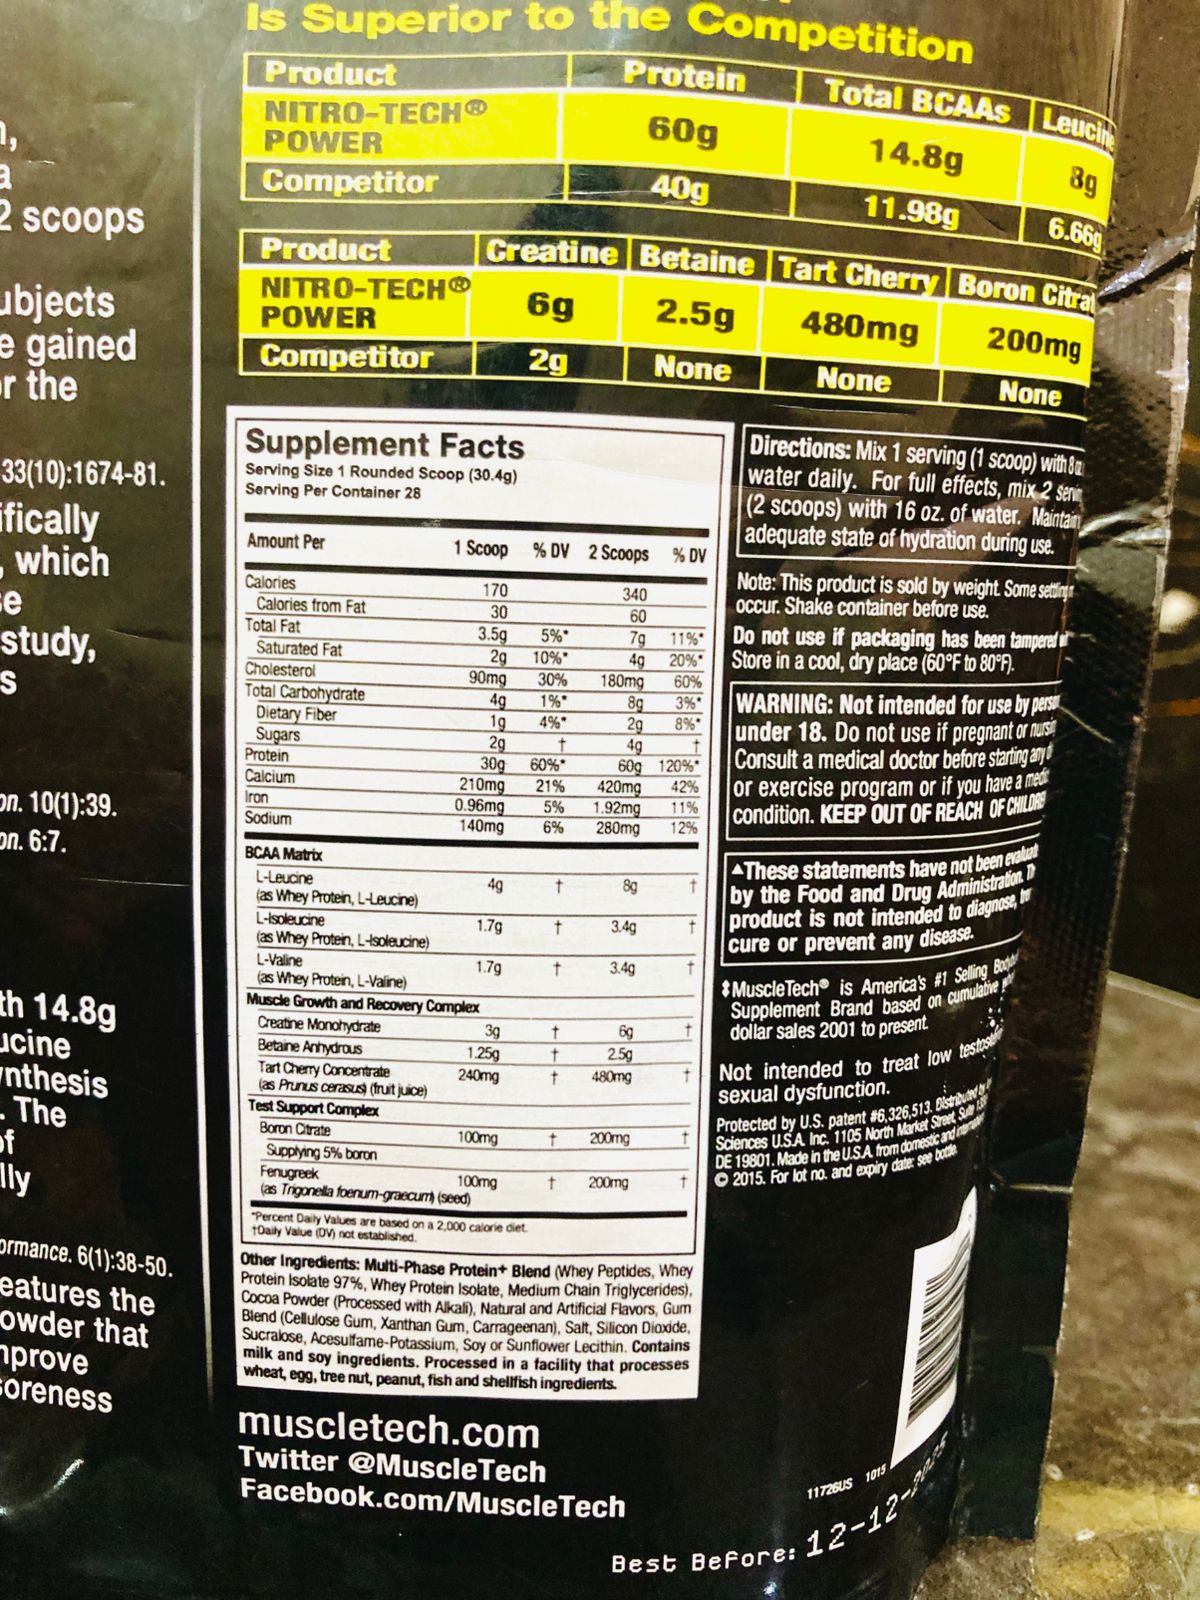 Is Superior to the Competition
Product Protein Total BCAAs Leucine
NITRO-TECH® POWER 60g 14.8g 8g
Competitor 40g 11.98g 6.66g
Product Creatine Betaine Tart Cherry Boron
NITRO-TECH® POWER 6g 2.5g 480mg 200mg
Competitor 2g None None None
2 scoops
gained
r the
33(10):1674-81.
, which
study,
10(1):39.
6:7.
th 14.8g
. The
of
6(1):38-50.
the
that
Supplement Facts
Serving Size 1 Rounded Scoop (30.4g)
Serving Per Container 28
Amount Per 1 Scoop % DV 2 Scoops % DV
Calories 170 340
Calories from Fat 30 60
Total Fat 3.5g 5%* 7g 11%*
Saturated Fat 2g 10%* 4g 20%*
Cholesterol 90mg 30% 180mg 60%
Total Carbohydrate 4g 1%* 8g 3%*
Dietary Fiber 1g 4%* 2g 8%*
Sugars 2g † 4g †
Protein 30g 60%* 60g 120%*
Calcium 210mg 21% 420mg 42%
Iron 0.96mg 5% 1.92mg 11%
Sodium 140mg 6% 280mg 12%
BCAA Matrix
L-Leucine 4g † 8g †
(as Whey Protein, L-Leucine)
L-Isoleucine 1.7g † 3.4g †
(as Whey Protein, L-Isoleucine)
L-Valine 1.7g † 3.4g †
(as Whey Protein, L-Valine)
Muscle Growth and Recovery Complex
Creatine Monohydrate 3g † 6g †
Betaine Anhydrous 1.25g † 2.5g
Tart Cherry Concentrate 240mg † 480mg †
(as Prunus cerasus) (fruit juice)
Test Support Complex
Boron Citrate 100mg † 200mg †
Supplying 5% boron
Fenugreek 100mg † 200mg †
(as Trigonella foenum-graecum) (seed)
*Percent Daily Values are based on a 2,000 calorie diet.
†Daily Value (DV) not established.
Other Ingredients: Multi-Phase Protein+ Blend (Whey Peptides, Whey
Protein Isolate 97%, Whey Protein Isolate, Medium Chain Triglycerides),
Cocoa Powder (Processed with Alkali), Natural and Artificial Flavors, Gum
Blend (Cellulose Gum, Xanthan Gum, Carrageenan), Salt, Silicon Dioxide,
Sucralose, Acesulfame-Potassium, Soy or Sunflower Lecithin. Contains
milk and soy ingredients. Processed in a facility that processes
wheat, egg, tree nut, peanut, fish and shellfish ingredients.
muscletech.com
Twitter @MuscleTech
Facebook.com/MuscleTech
Directions: Mix 1 serving (1 scoop) with 8
water daily. For full effects, mix 2
(2 scoops) with 16 oz. of water. Maintain
adequate state of hydration during use.
Note: This product is sold by weight. Some settling
occur. Shake container before use.
Do not use if packaging has been tampered
Store in a cool, dry place (60°F to 80°F).
WARNING: Not intended for use by
under 18. Do not use if pregnant or
Consult a medical doctor before starting any
or exercise program or if you have a
condition. KEEP OUT OF REACH OF
▲These statements have not been
by the Food and Drug Administration.
product is not intended to diagnose,
cure or prevent any disease.
‡MuscleTech® is America's #1 Selling
Supplement Brand based on cumulative
dollar sales 2001 to present.
Not intended to treat low
sexual dysfunction.
Protected by U.S. patent #6,326,513. Distributed by
Sciences U.S.A. Inc. 1105 North Market Street, Suite
DE 19801. Made in the U.S.A. from domestic and
© 2015. For lot no. and expiry date: see bottle.
11726US 1015
Best Before: 12-12-2025